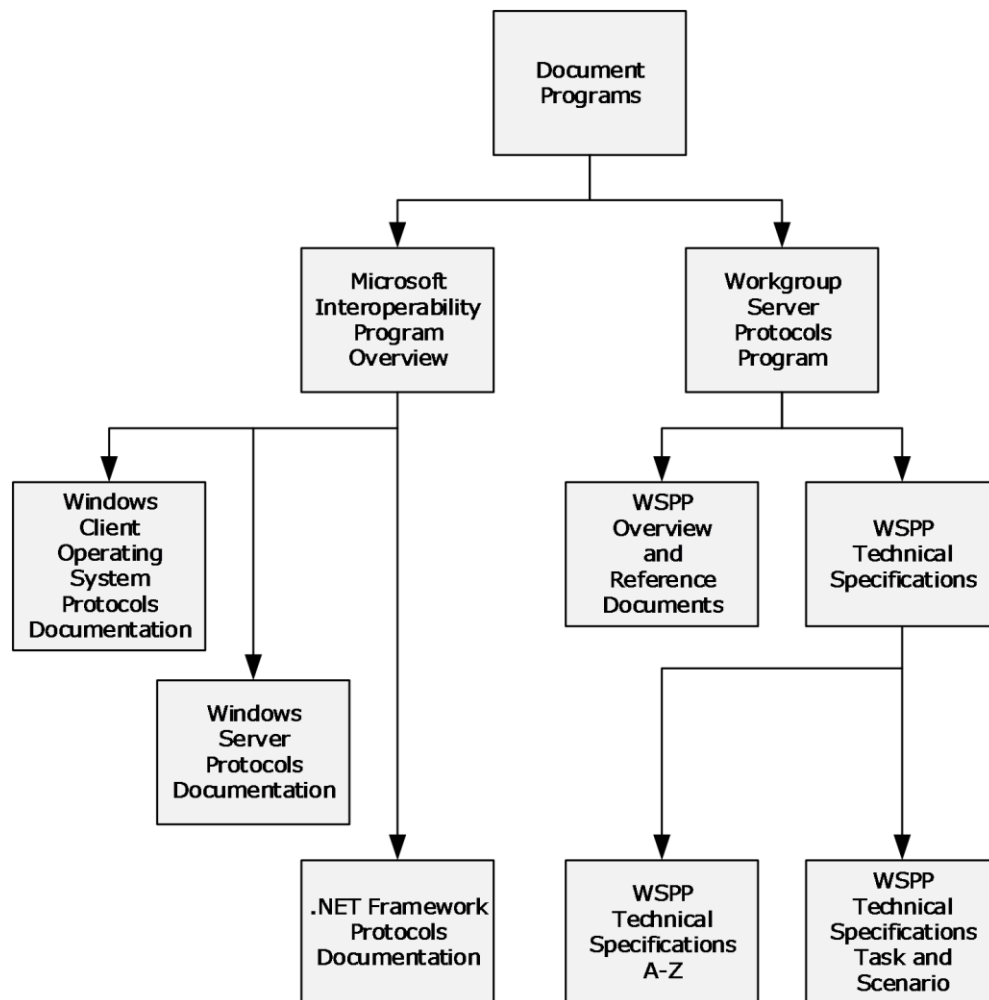 Document
Programs
Microsoft
Interoperability
Program
Overview
Workgroup
Server
Protocols
Program
Windows
Client
Operating
System
Protocols
Documentation
WSPP
Overview
and
Reference
Documents
WSPP
Technical
Specifications
Windows
Server
Protocols
Documentation
.NET Framework
Protocols
Documentation
WSPP
Technical
Specifications
A-Z
WSPP
Technical
Specifications
Task and
Scenario